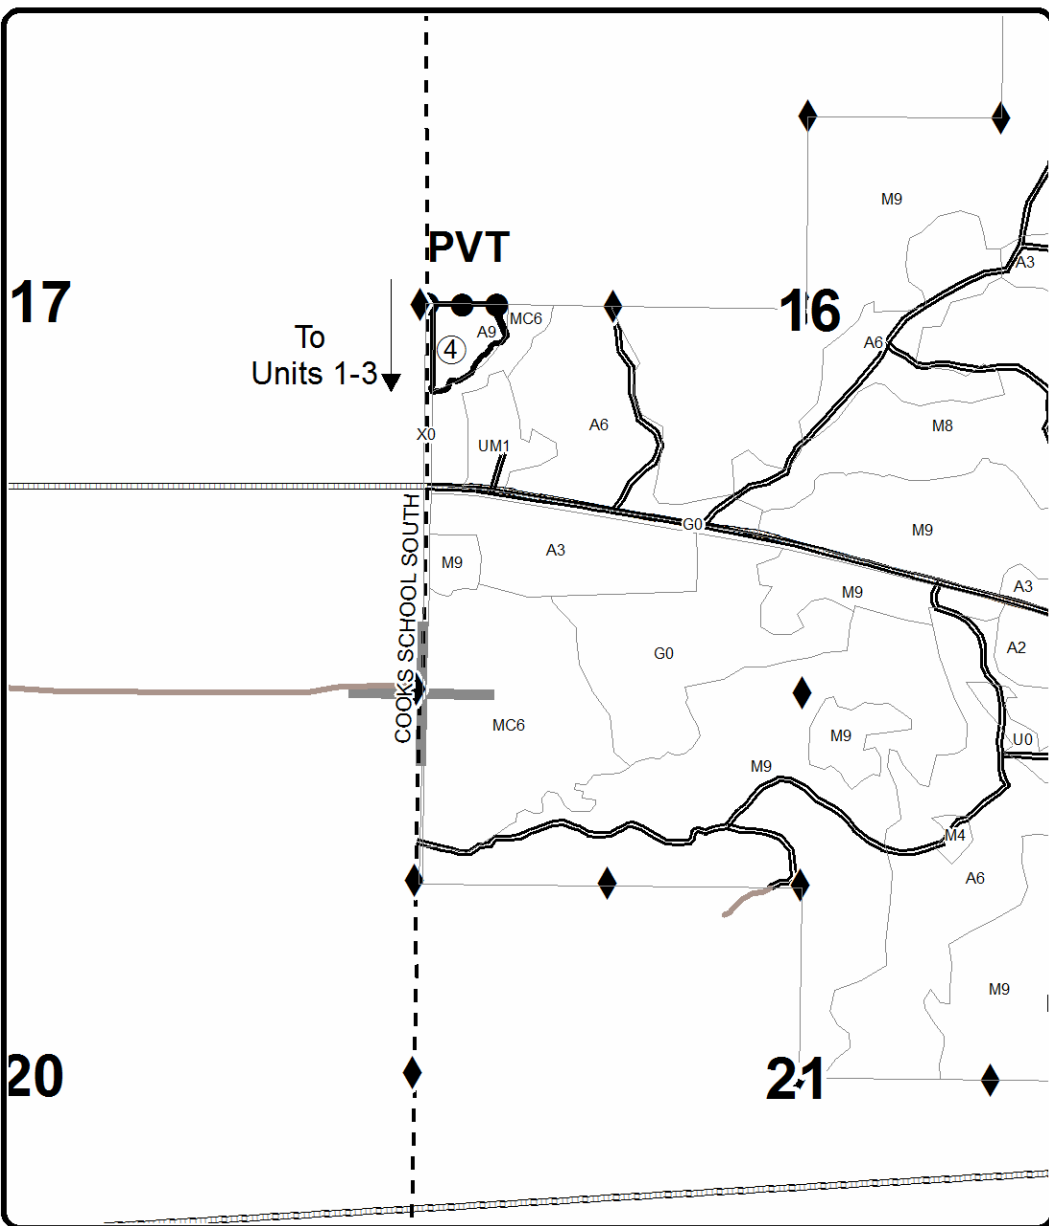 M9
PVT
A3
17
16
MC6
A9
To
Units 1-3
4
A6
A6
M8
X0
UM1
COOKS SCHOOL SOUTH
G0
M9
A3
M9
A3
M9
A2
G0
MC6
M9
U0
M9
M4
A6
M9
20
21